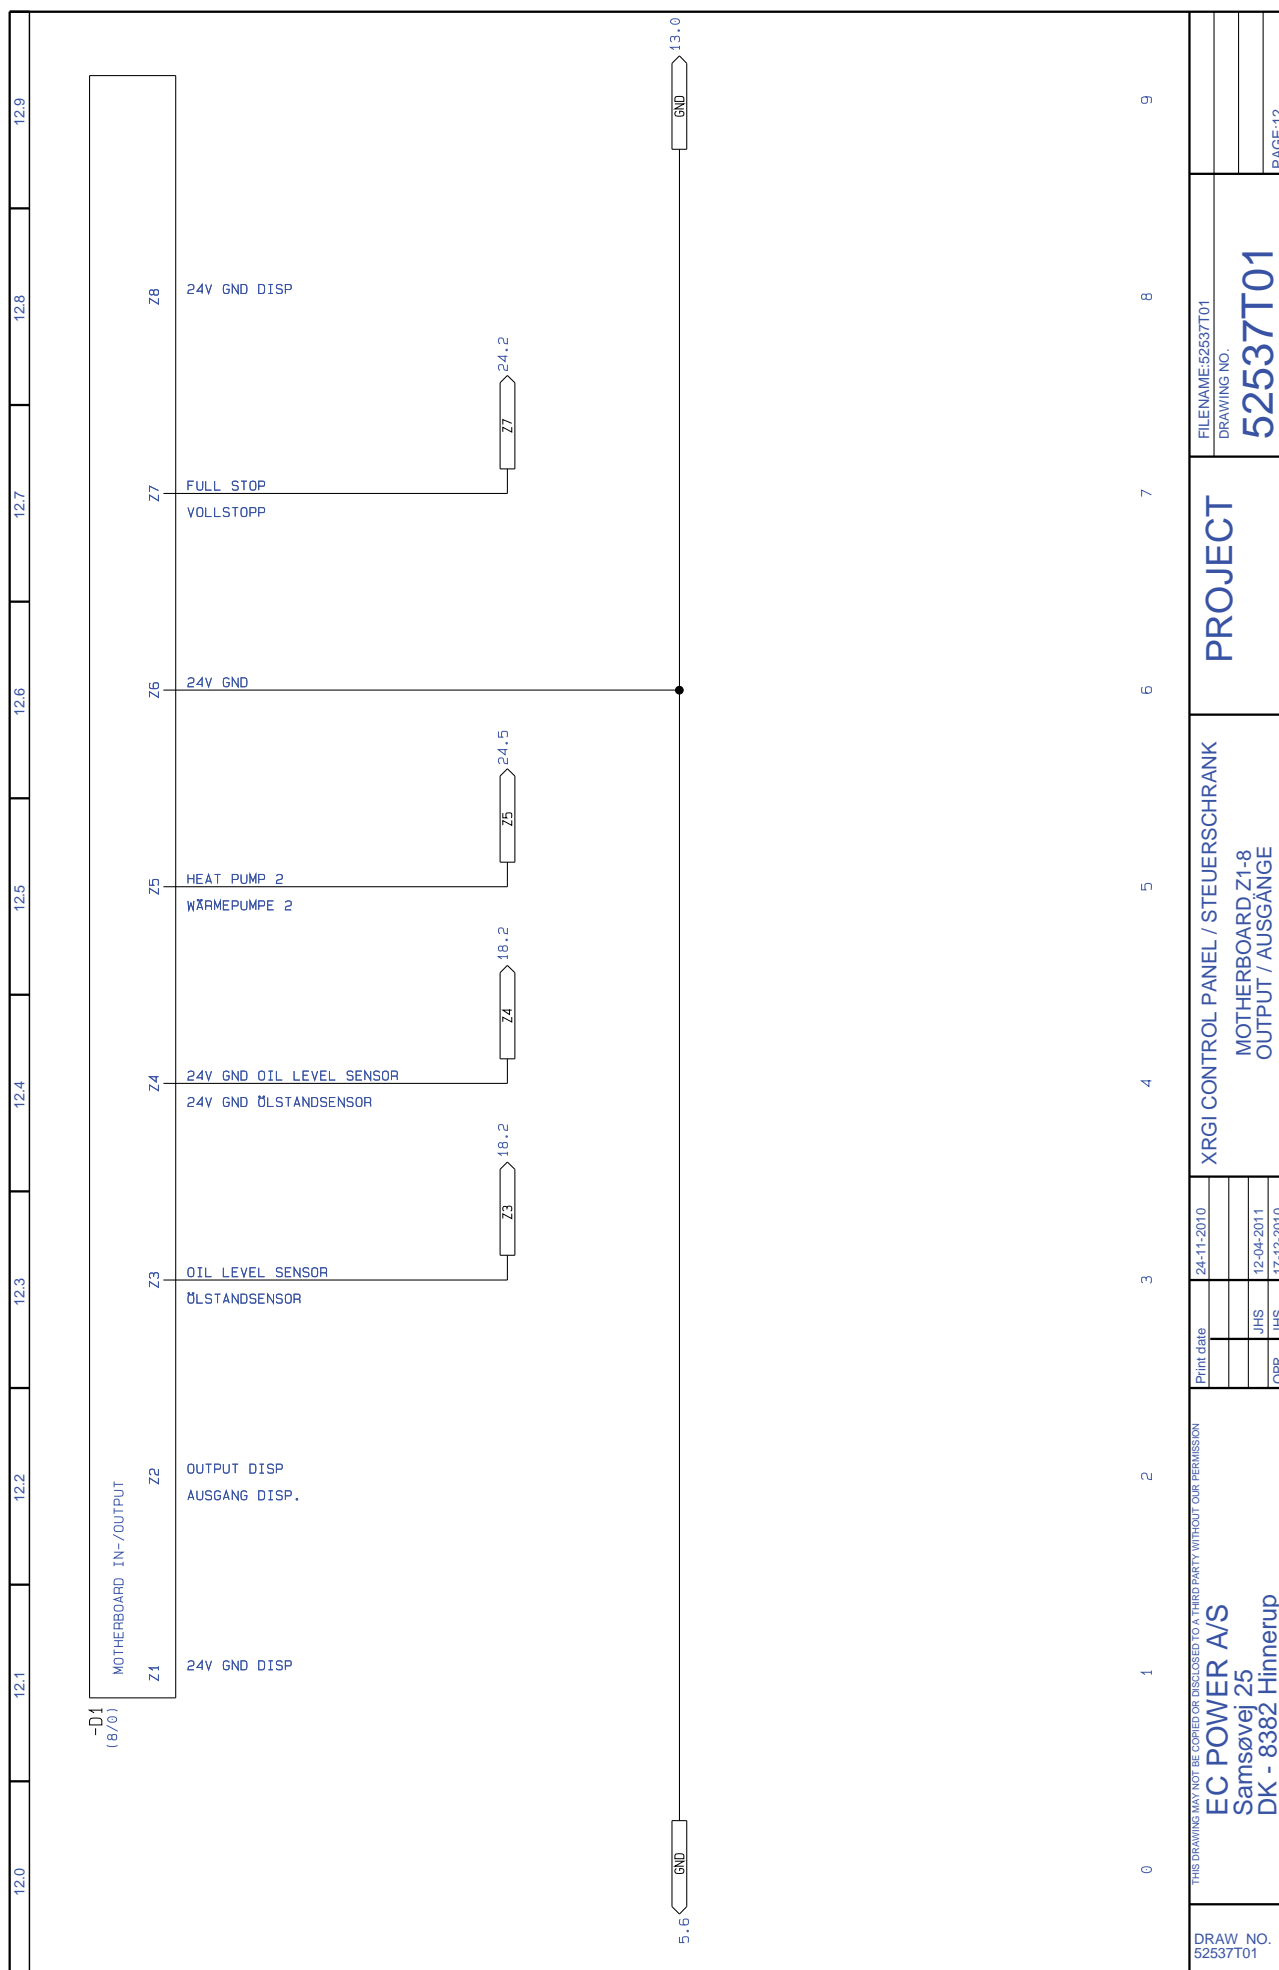 12.0
12.1
12.2
12.3
12.4
12.5
12.6
12.7
12.8
12.9
-D1
(8/0)
MOTHERBOARD IN-/OUTPUT
Z1
Z2
Z3
Z4
Z5
Z6
Z7
Z8
24V GND DISP
OUTPUT DISP
AUSGANG DISP.
OIL LEVEL SENSOR
ÖLSTANDSENSOR
24V GND OIL LEVEL SENSOR
24V GND ÖLSTANDSENSOR
HEAT PUMP 2
WÄRMEPUMPE 2
24V GND
FULL STOP
VOLLSTOPP
24V GND DISP
Z3
18.2
Z4
18.2
Z5
24.5
Z7
24.2
5.6
GND
GND
13.0
0
1
2
3
4
5
6
7
8
9
DRAW NO.
52537T01
THIS DRAWING MAY NOT BE COPIED OR DISCLOSED TO A THIRD PARTY WITHOUT OUR PERMISSION
EC POWER A/S
Samsøvej 25
DK - 8382 Hinnerup
Print date
24-11-2010
JHS
12-04-2011
OPR
JHS
17-12-2010
XRGI CONTROL PANEL / STEUERSCHRANK
MOTHERBOARD Z1-8
OUTPUT / AUSGÄNGE
PROJECT
FILENAME:52537T01
DRAWING NO.
52537T01
PAGE:12